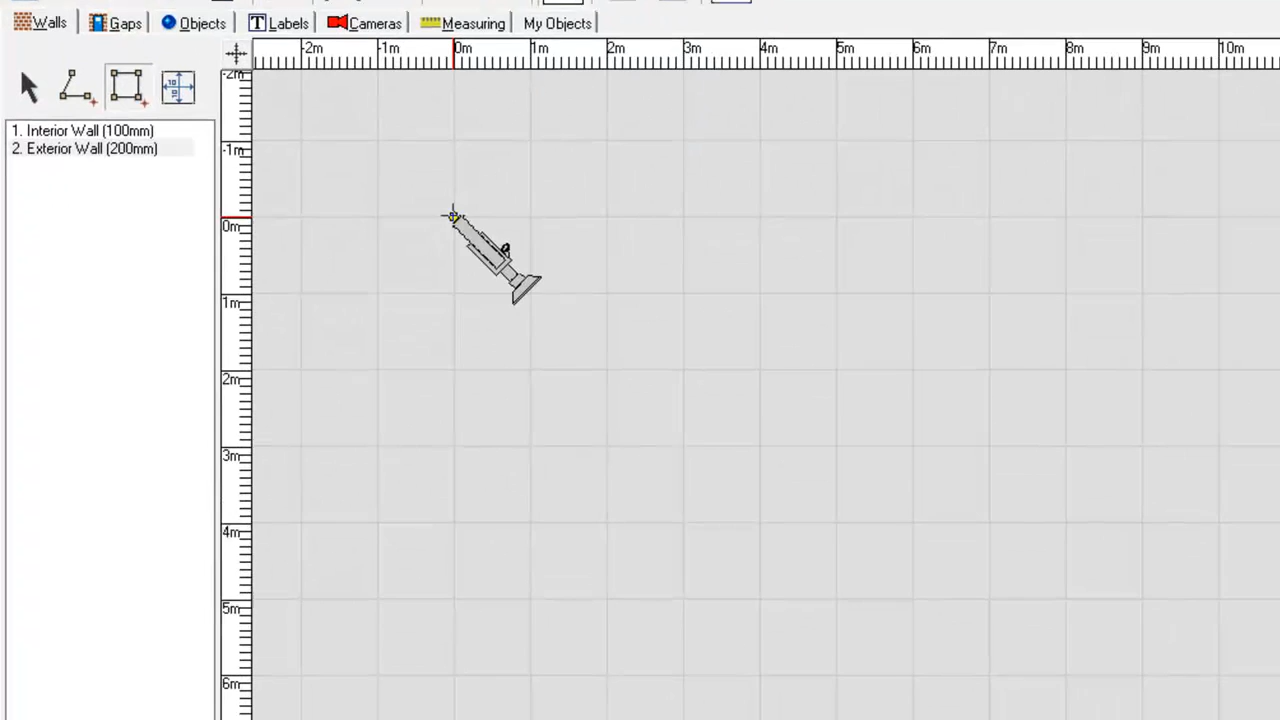 Walls Gaps Objects T Labels Cameras Measuring My Objects
-2m -1m 0m 1m 2m 3m 4m 5m 6m 7m 8m 9m 10m
1. Interior Wall (100mm)
2. Exterior Wall (200mm)
-2m
-1m
0m
1m
2m
3m
4m
5m
6m